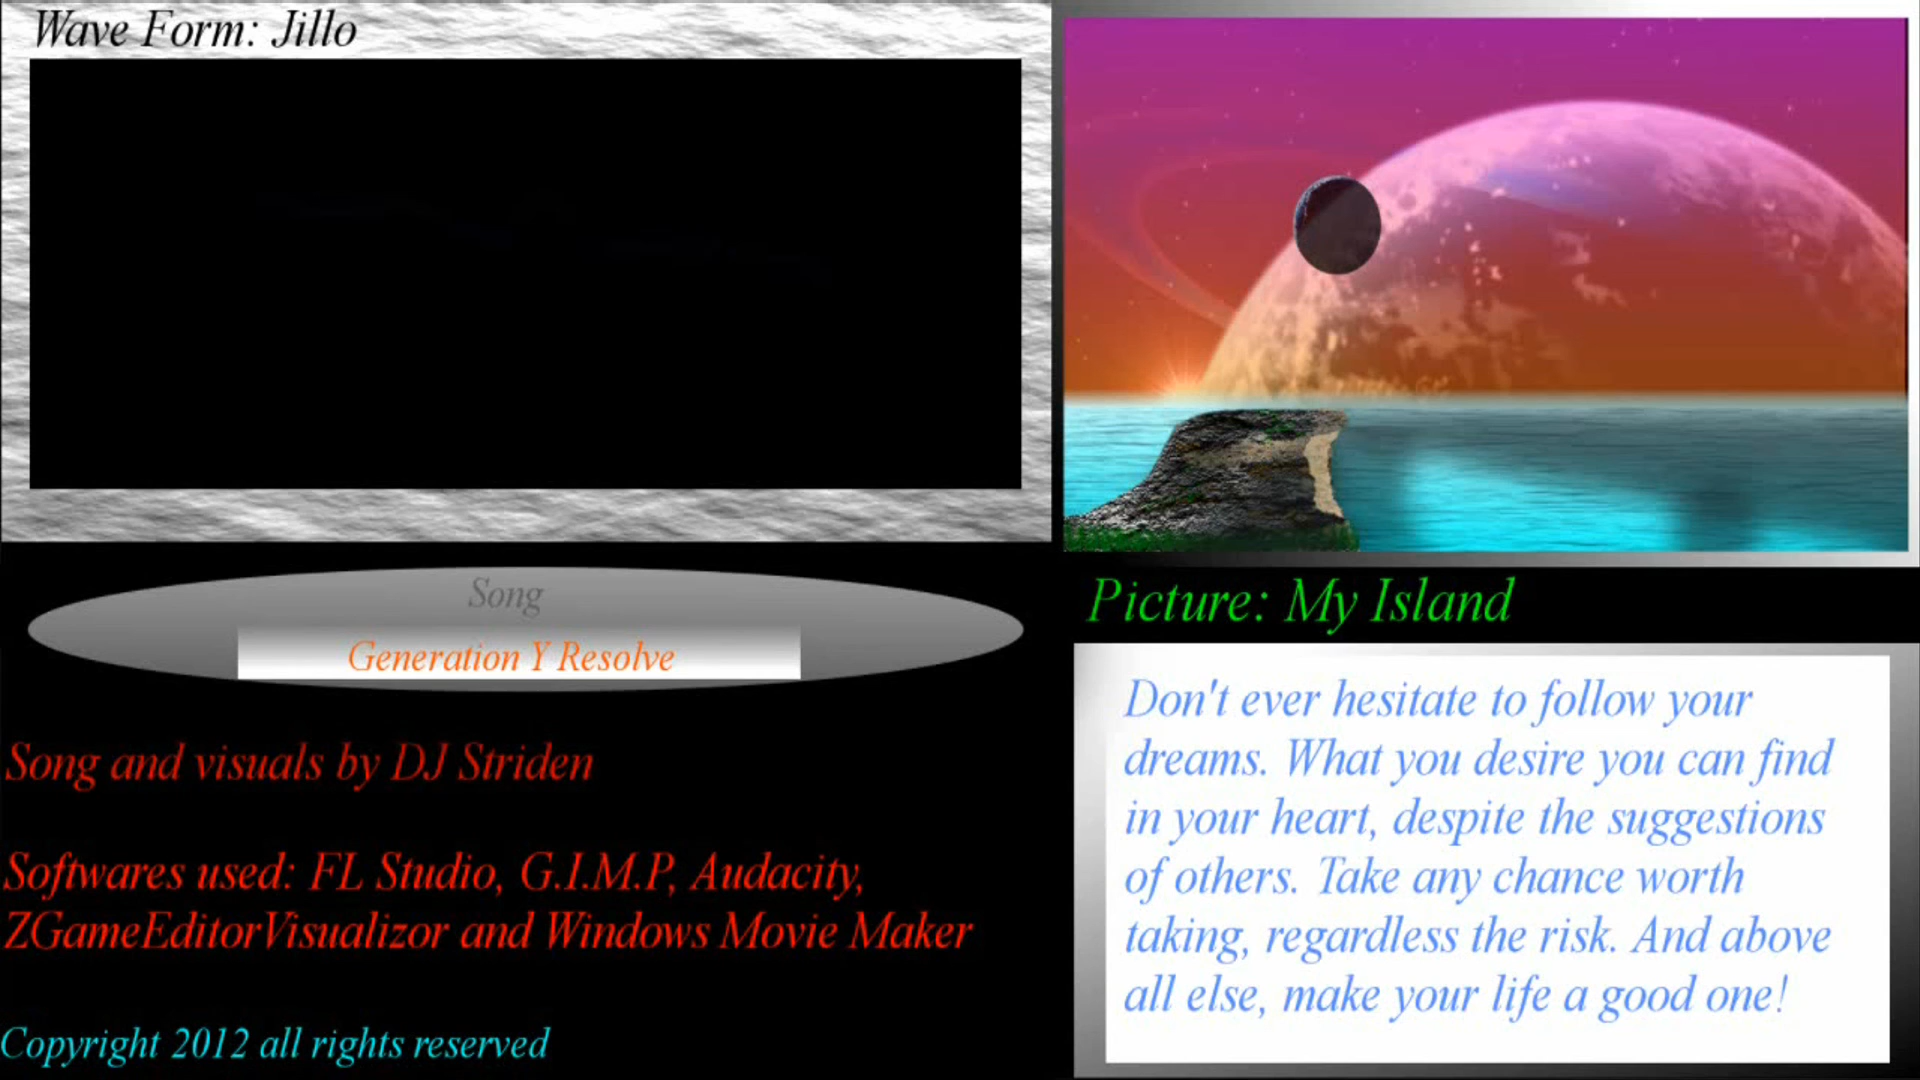 Wave Form: Jillo
Song
Generation Y Resolve
Song and visuals by DJ Striden
Softwares used: FL Studio, G.I.M.P, Audacity,
ZGameEditorVisualizor and Windows Movie Maker
Copyright 2012 all rights reserved
Picture: My Island
Don't ever hesitate to follow your
dreams. What you desire you can find
in your heart, despite the suggestions
of others. Take any chance worth
taking, regardless the risk. And above
all else, make your life a good one!